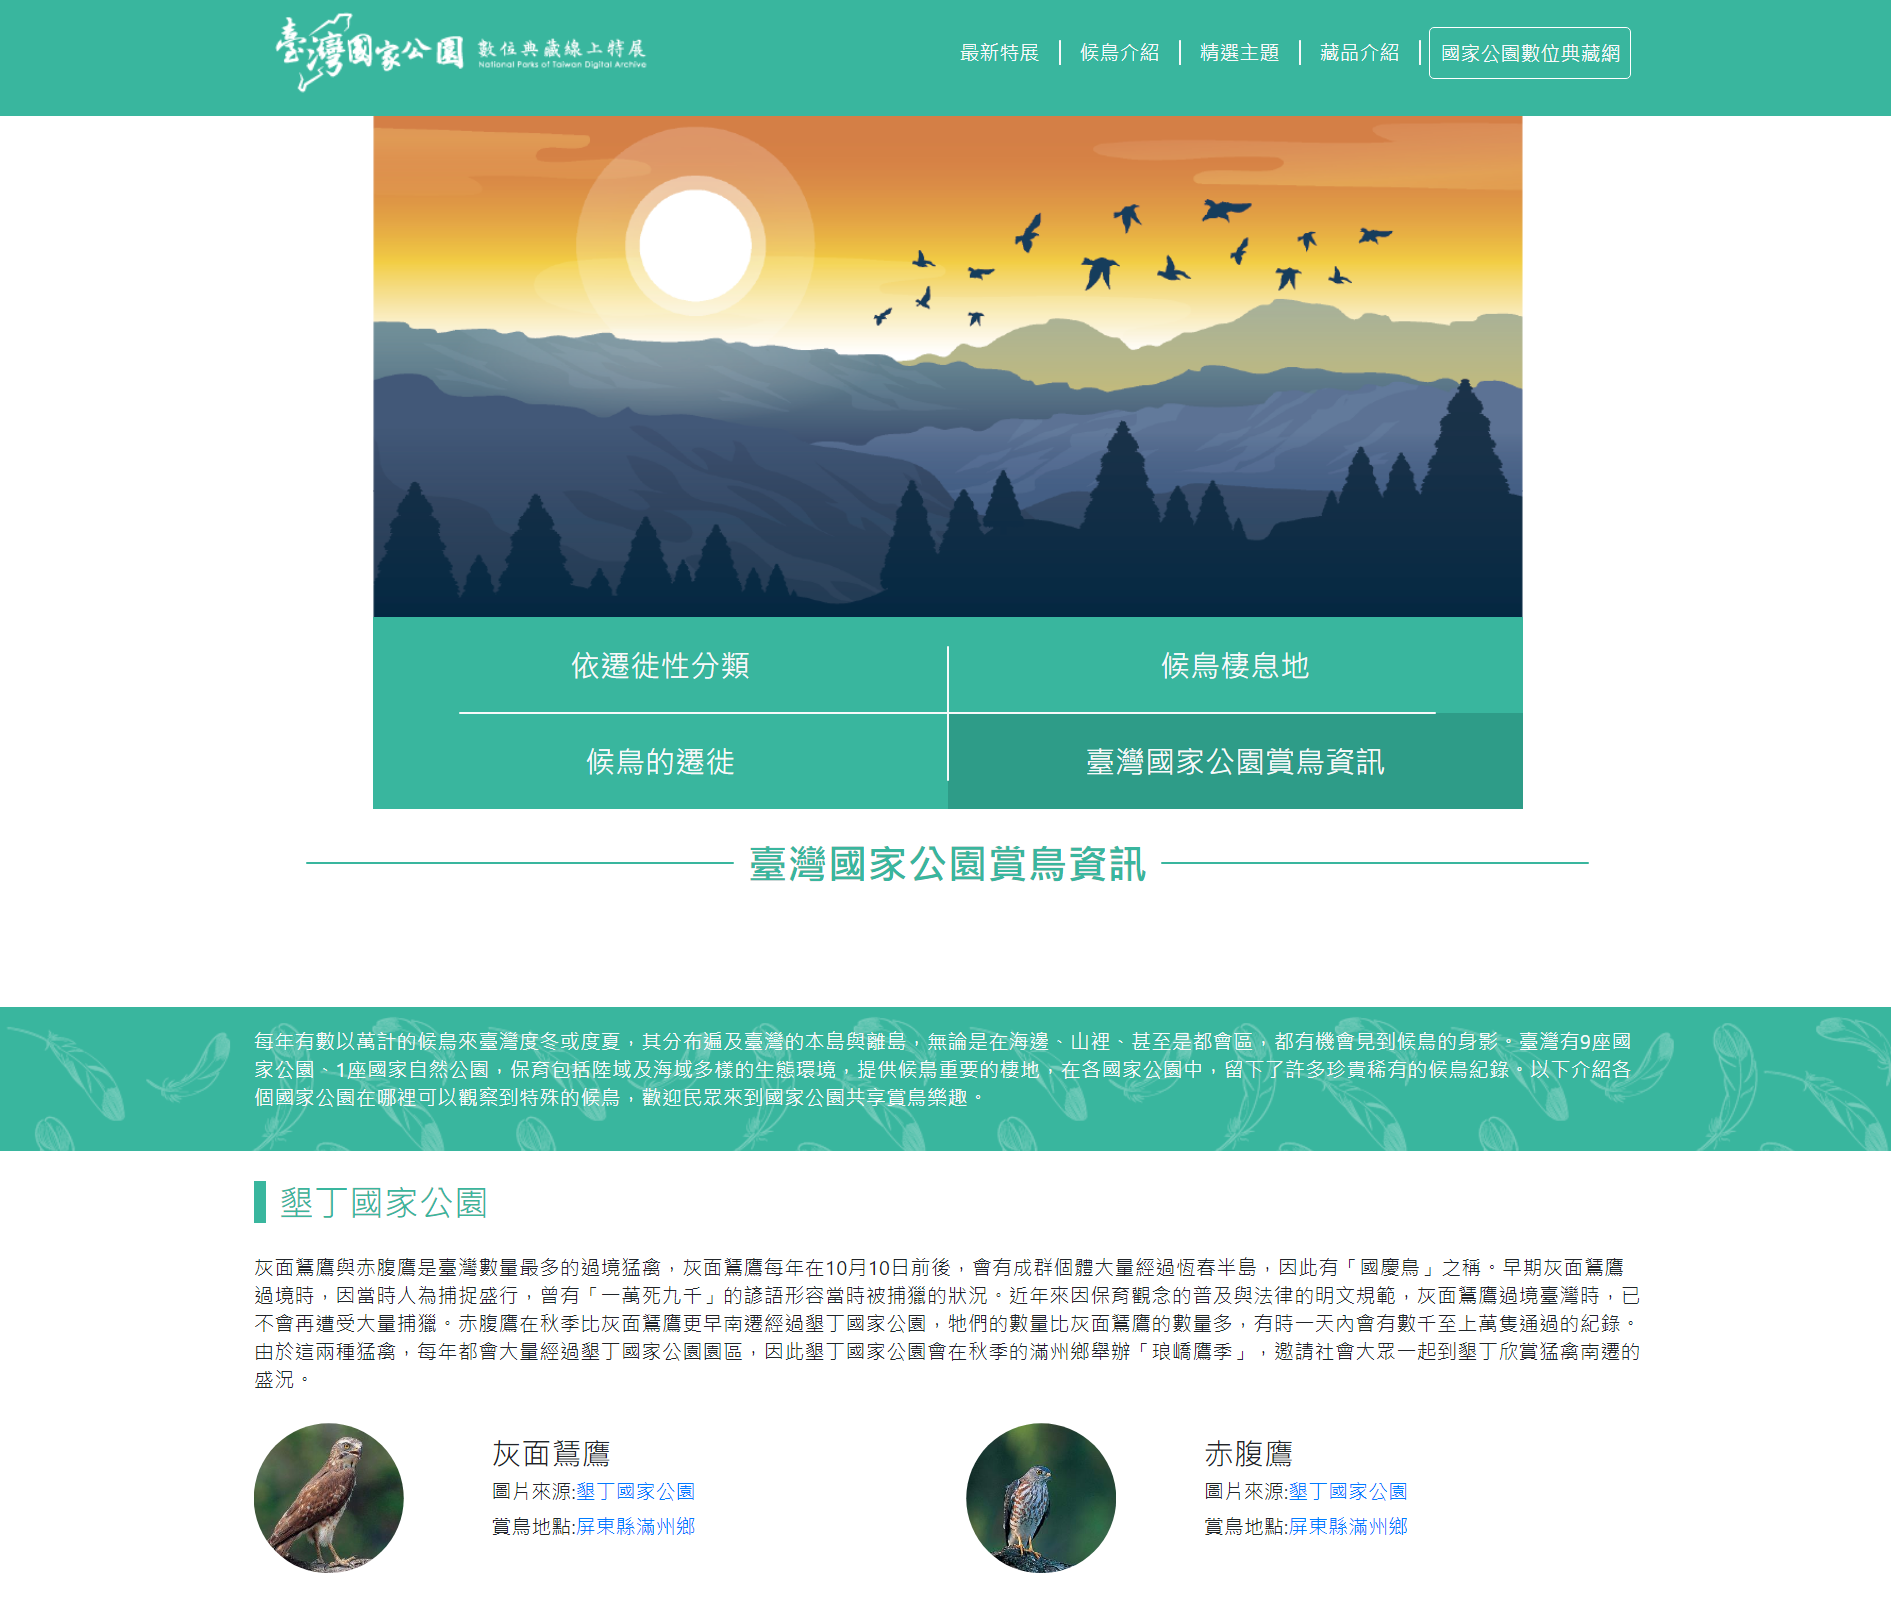 臺灣國家公園 數位典藏線上特展
National Parks of Taiwan Digital Archive
最新特展
候鳥介紹
精選主題
藏品介紹
國家公園數位典藏網
依遷徙性分類
候鳥棲息地
候鳥的遷徙
臺灣國家公園賞鳥資訊
臺灣國家公園賞鳥資訊
每年有數以萬計的候鳥來臺灣度冬或度夏，其分布遍及臺灣的本島與離島，無論是在海邊、山裡、甚至是都會區，都有機會見到候鳥的身影。臺灣有9座國
家公園、1座國家自然公園，保育包括陸域及海域多樣的生態環境，提供候鳥重要的棲地，在各國家公園中，留下了許多珍貴稀有的候鳥紀錄。以下介紹各
個國家公園在哪裡可以觀察到特殊的候鳥，歡迎民眾來到國家公園共享賞鳥樂趣。
墾丁國家公園
灰面鵟鷹與赤腹鷹是臺灣數量最多的過境猛禽，灰面鵟鷹每年在10月10日前後，會有成群個體大量經過恆春半島，因此有「國慶鳥」之稱。早期灰面鵟鷹
過境時，因當時人為捕捉盛行，曾有「一萬死九千」的諺語形容當時被捕獵的狀況。近年來因保育觀念的普及與法律的明文規範，灰面鵟鷹過境臺灣時，已
不會再遭受大量捕獵。赤腹鷹在秋季比灰面鵟鷹更早南遷經過墾丁國家公園，牠們的數量比灰面鵟鷹的數量多，有時一天內會有數千至上萬隻通過的紀錄。
由於這兩種猛禽，每年都會大量經過墾丁國家公園園區，因此墾丁國家公園會在秋季的滿州鄉舉辦「琅嶠鷹季」，邀請社會大眾一起到墾丁欣賞猛禽南遷的
盛況。
灰面鵟鷹
圖片來源:墾丁國家公園
賞鳥地點:屏東縣滿州鄉
赤腹鷹
圖片來源:墾丁國家公園
賞鳥地點:屏東縣滿州鄉